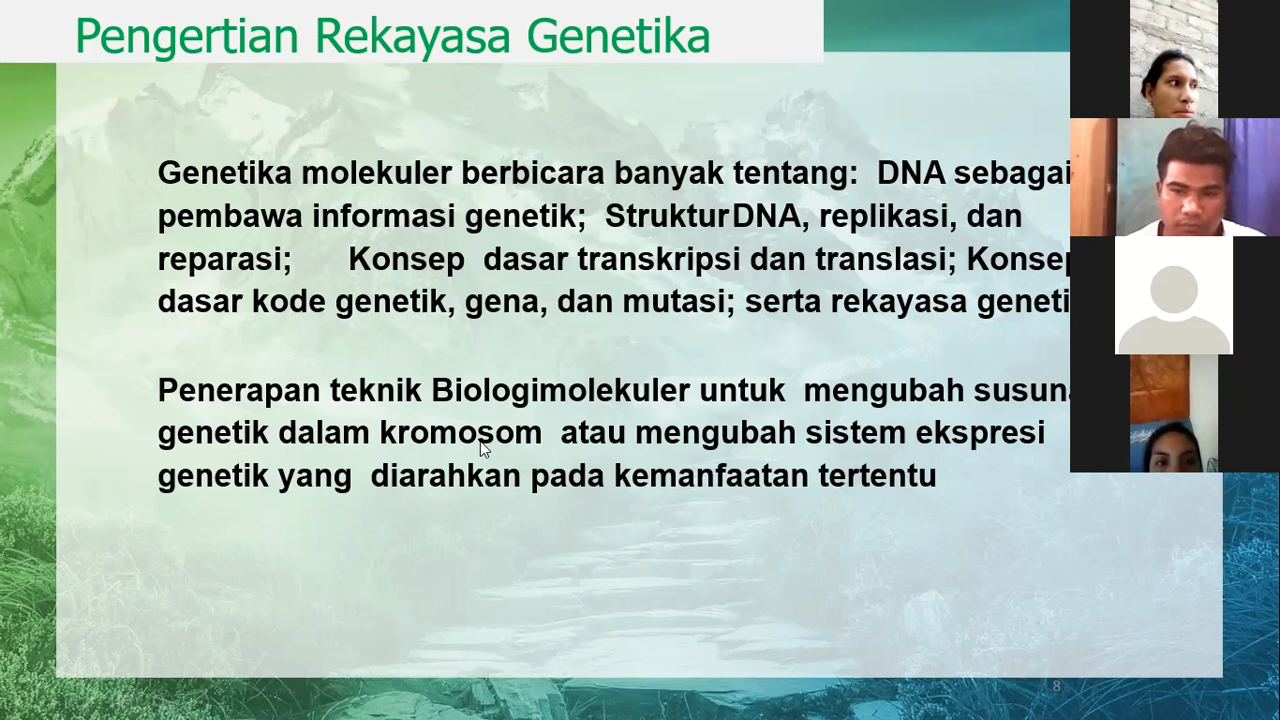 Pengertian Rekayasa Genetika
Genetika molekuler berbicara banyak tentang: DNA sebagai
pembawa informasi genetik; StrukturDNA, replikasi, dan
reparasi; Konsep dasar transkripsi dan translasi; Konsep
dasar kode genetik, gena, dan mutasi; serta rekayasa geneti
Penerapan teknik Biologimolekuler untuk mengubah susuna
genetik dalam kromosom atau mengubah sistem ekspresi
genetik yang diarahkan pada kemanfaatan tertentu
8